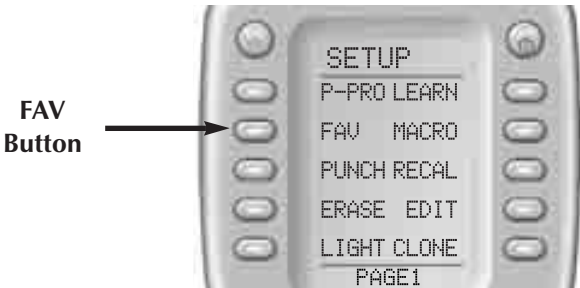 FAV
Button
SETUP
P-PRO LEARN
FAV MACRO
PUNCH RECAL
ERASE EDIT
LIGHT CLONE
PAGE1